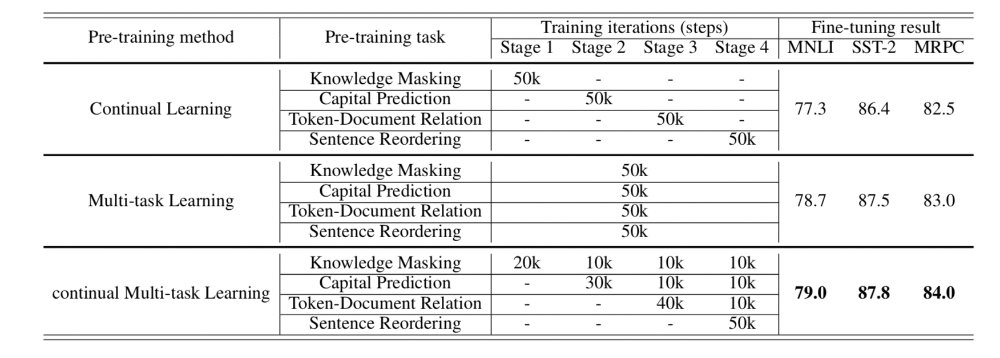 Pre-training method Pre-training task Training iterations (steps) Fine-tuning result
Stage 1 Stage 2 Stage 3 Stage 4 MNLI SST-2 MRPC
Continual Learning
Knowledge Masking 50k - - -
Capital Prediction - 50k - -
Token-Document Relation - - 50k -
Sentence Reordering - - - 50k
77.3 86.4 82.5
Multi-task Learning
Knowledge Masking 50k
Capital Prediction 50k
Token-Document Relation 50k
Sentence Reordering 50k
78.7 87.5 83.0
continual Multi-task Learning
Knowledge Masking 20k 10k 10k 10k
Capital Prediction - 30k 10k 10k
Token-Document Relation - - 40k 10k
Sentence Reordering - - - 50k
79.0 87.8 84.0